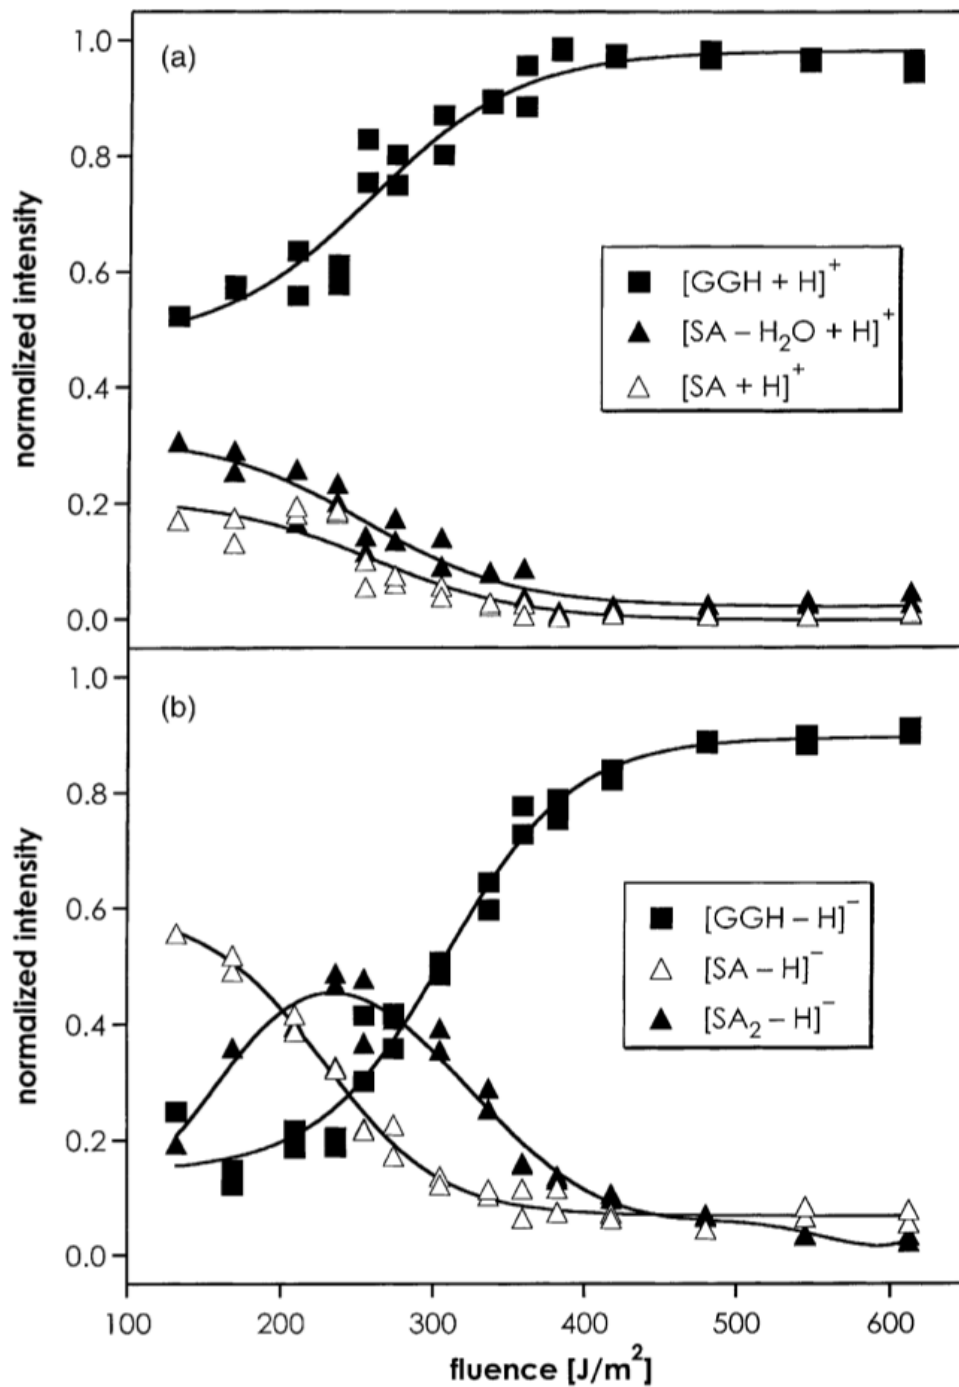 1.0
(a)
0.8
0.6
0.4
0.2
0.0
normalized intensity
[GGH + H]⁺
[SA – H₂O + H]⁺
[SA + H]⁺
1.0
(b)
0.8
0.6
0.4
0.2
0.0
normalized intensity
[GGH – H]⁻
[SA – H]⁻
[SA₂ – H]⁻
100 200 300 400 500 600
fluence [J/m²]